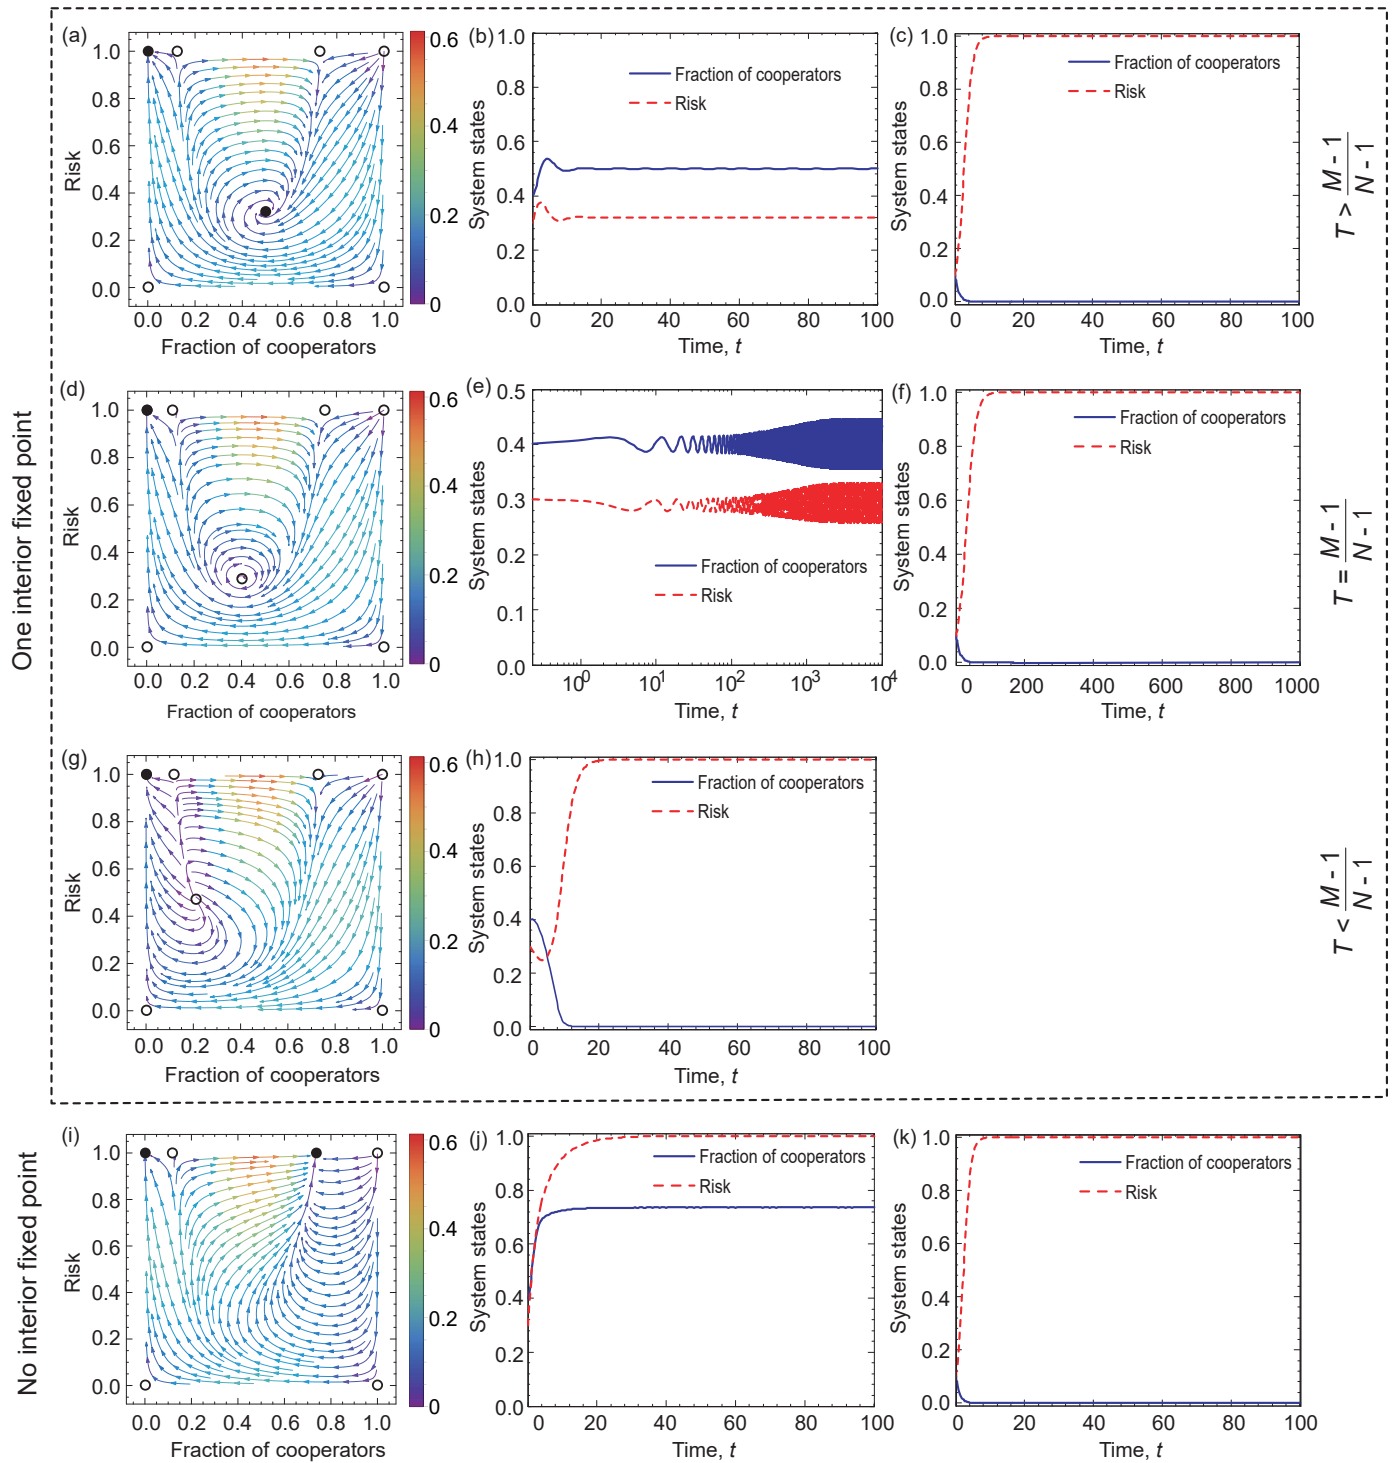 One interior fixed point
No interior fixed point
(a)
Risk
1.0
0.8
0.6
0.4
0.2
0.0
0.0 0.2 0.4 0.6 0.8 1.0
Fraction of cooperators
0.6
0.4
0.2
0
(b)
System states
1.0
0.8
0.6
0.4
0.2
0.0
0 20 40 60 80 100
Time, t
Fraction of cooperators
Risk
(c)
System states
1.0
0.8
0.6
0.4
0.2
0.0
0 20 40 60 80 100
Time, t
Fraction of cooperators
Risk
T > M - 1
N - 1
(d)
Risk
1.0
0.8
0.6
0.4
0.2
0.0
0.0 0.2 0.4 0.6 0.8 1.0
Fraction of cooperators
0.6
0.4
0.2
0
(e)
System states
0.5
0.4
0.3
0.2
0.1
0.0
10⁰ 10¹ 10² 10³ 10⁴
Time, t
Fraction of cooperators
Risk
(f)
System states
1.0
0.8
0.6
0.4
0.2
0.0
0 200 400 600 800 1000
Time, t
Fraction of cooperators
Risk
T = M - 1
N - 1
(g)
Risk
1.0
0.8
0.6
0.4
0.2
0.0
0.0 0.2 0.4 0.6 0.8 1.0
Fraction of cooperators
0.6
0.4
0.2
0
(h)
System states
1.0
0.8
0.6
0.4
0.2
0.0
0 20 40 60 80 100
Time, t
Fraction of cooperators
Risk
T < M - 1
N - 1
(i)
Risk
1.0
0.8
0.6
0.4
0.2
0.0
0.0 0.2 0.4 0.6 0.8 1.0
Fraction of cooperators
0.6
0.4
0.2
0
(j)
System states
1.0
0.8
0.6
0.4
0.2
0.0
0 20 40 60 80 100
Time, t
Fraction of cooperators
Risk
(k)
System states
1.0
0.8
0.6
0.4
0.2
0.0
0 20 40 60 80 100
Time, t
Fraction of cooperators
Risk